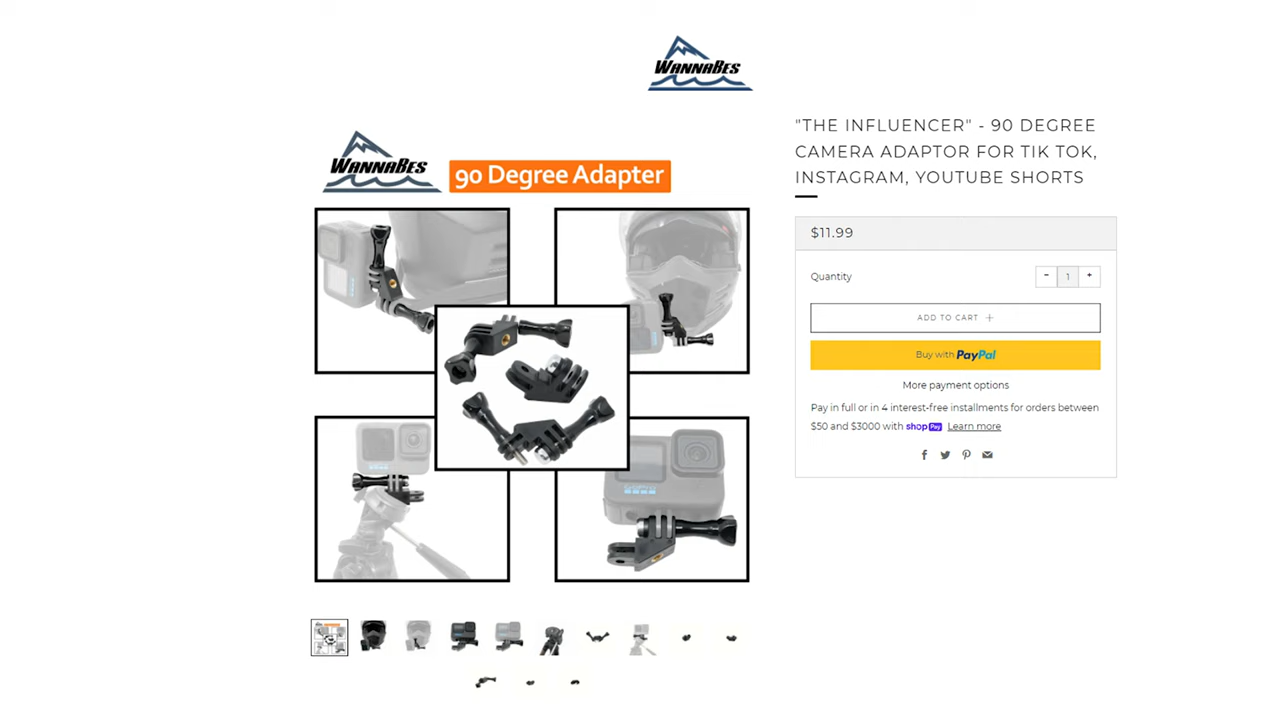 WANNABES
WANNABES
90 Degree Adapter
GoPro
"THE INFLUENCER" - 90 DEGREE
CAMERA ADAPTOR FOR TIK TOK,
INSTAGRAM, YOUTUBE SHORTS
$11.99
Quantity
- 1 +
ADD TO CART +
Buy with PayPal
More payment options
Pay in full or in 4 interest-free installments for orders between
$50 and $3000 with shop Pay Learn more